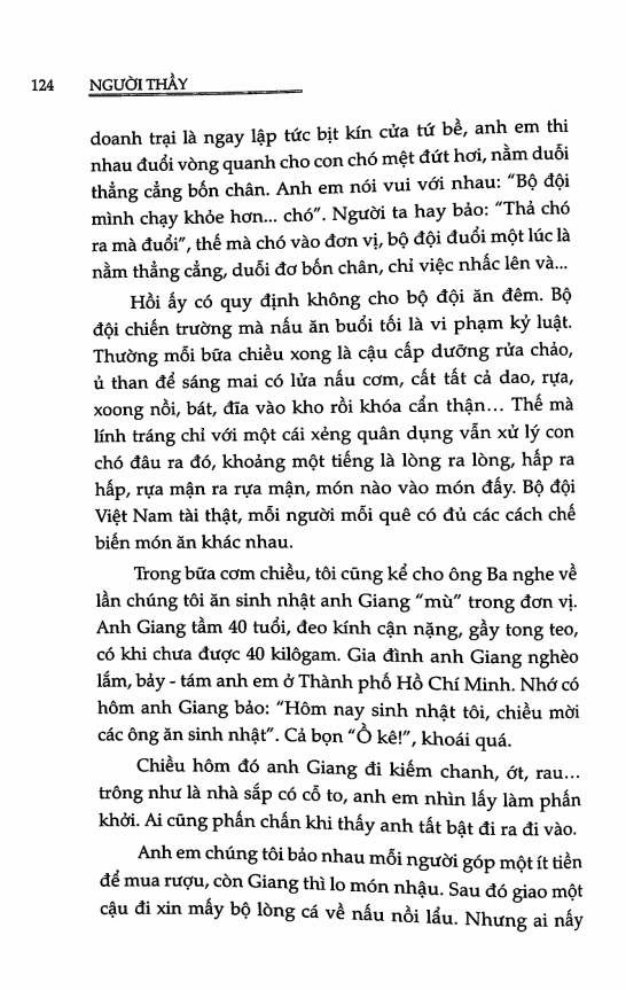 124 NGƯỜI THẦY
doanh trại là ngay lập tức bịt kín cửa tứ bề, anh em thi
nhau đuổi vòng quanh cho con chó mệt đứt hơi, nằm duỗi
thẳng cẳng bốn chân. Anh em nói vui với nhau: "Bộ đội
mình chạy khỏe hơn... chó". Người ta hay bảo: "Thả chó
ra mà đuổi", thế mà chó vào đơn vị, bộ đội đuổi một lúc là
nằm thẳng cẳng, duỗi đơ bốn chân, chỉ việc nhấc lên và...
Hồi ấy có quy định không cho bộ đội ăn đêm. Bộ
đội chiến trường mà nấu ăn buổi tối là vi phạm kỷ luật.
Thường mỗi bữa chiều xong là cậu cấp dưỡng rửa chảo,
ủ than để sáng mai có lửa nấu cơm, cất tất cả dao, rựa,
xoong nồi, bát, đĩa vào kho rồi khóa cẩn thận... Thế mà
lính tráng chỉ với một cái xẻng quân dụng vẫn xử lý con
chó đâu ra đó, khoảng một tiếng là lòng ra lòng, hấp ra
hấp, rựa mận ra rựa mận, món nào vào món đấy. Bộ đội
Việt Nam tài thật, mỗi người mỗi quê có đủ các cách chế
biến món ăn khác nhau.
Trong bữa cơm chiều, tôi cũng kể cho ông Ba nghe về
lần chúng tôi ăn sinh nhật anh Giang "mù" trong đơn vị.
Anh Giang tầm 40 tuổi, đeo kính cận nặng, gầy tong teo,
có khi chưa được 40 kilôgam. Gia đình anh Giang nghèo
lắm, bảy - tám anh em ở Thành phố Hồ Chí Minh. Nhớ có
hôm anh Giang bảo: "Hôm nay sinh nhật tôi, chiều mời
các ông ăn sinh nhật". Cả bọn "Ồ kê!", khoái quá.
Chiều hôm đó anh Giang đi kiếm chanh, ớt, rau...
trông như là nhà sắp có cỗ to, anh em nhìn lấy làm phấn
khởi. Ai cũng phấn chấn khi thấy anh tất bật đi ra đi vào.
Anh em chúng tôi bảo nhau mỗi người góp một ít tiền
để mua rượu, còn Giang thì lo món nhậu. Sau đó giao một
cậu đi xin mấy bộ lòng cá về nấu nồi lẩu. Nhưng ai nấy